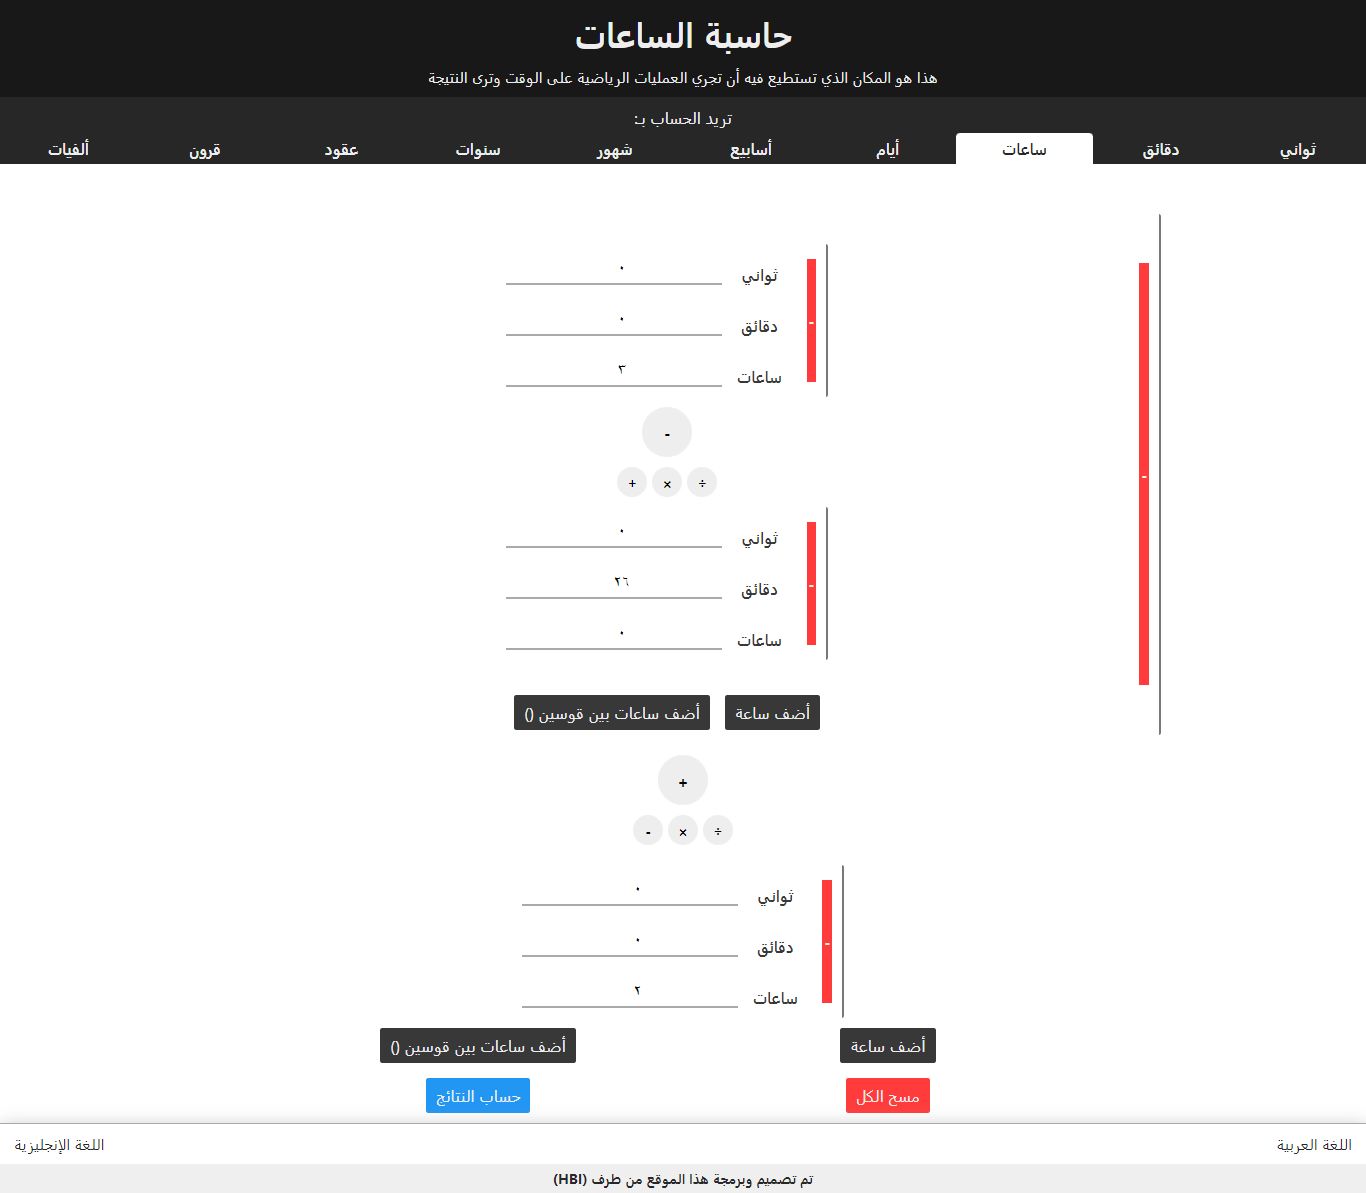 حاسبة الساعات
هذا هو المكان الذي تستطيع فيه أن تجري العمليات الرياضية على الوقت وترى النتيجة
تريد الحساب بـ:
ثواني دقائق ساعات أيام أسابيع شهور سنوات عقود قرون ألفيات
-
-
ثواني ٠
دقائق ٠
ساعات ٣
-
÷ × +
-
ثواني ٠
دقائق ٢٦
ساعات ٠
أضف ساعة أضف ساعات بين قوسين ()
+
÷ × -
-
ثواني ٠
دقائق ٠
ساعات ٢
أضف ساعة أضف ساعات بين قوسين ()
مسح الكل حساب النتائج
اللغة العربية اللغة الإنجليزية
تم تصميم وبرمجة هذا الموقع من طرف (HBI)